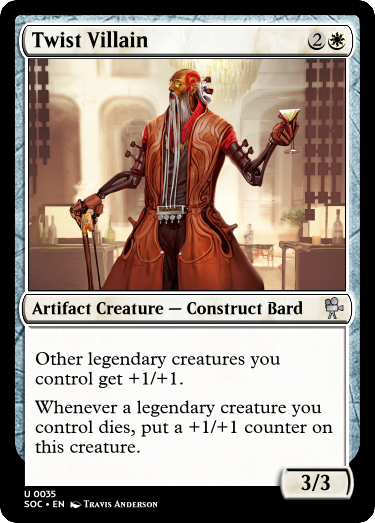 Twist Villain 2
Artifact Creature — Construct Bard
Other legendary creatures you
control get +1/+1.
Whenever a legendary creature you
control dies, put a +1/+1 counter on
this creature.
3/3
U 0035
SOC • EN Travis Anderson